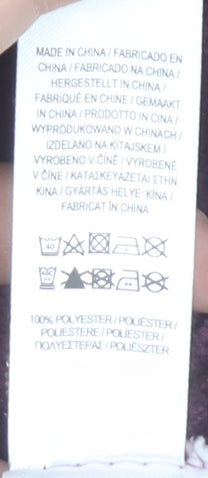 MADE IN CHINA / FABRICADO EN
CHINA / FABRICADO NA CHINA /
HERGESTELLT IN CHINA /
FABRIQUÉ EN CHINE / GEMAAKT
IN CHINA / PRODOTTO IN CINA /
WYPRODUKOWANO W CHINACH /
IZDELANO NA KITAJSKEM /
VYROBENO V ČÍNĚ / VYROBENÉ
V ČÍNE / ΚΑΤΑΣΚΕΥΑΖΕΤΑΙ ΣΤΗΝ
ΚΙΝΑ / GYÁRTÁS HELYE: KÍNA /
FABRICAT ÎN CHINA
40
100% POLYESTER / POLIÉSTER /
POLIESTERE / POLIESTER /
ΠΟΛΥΕΣΤΕΡΑΣ / POLIÉSZTER